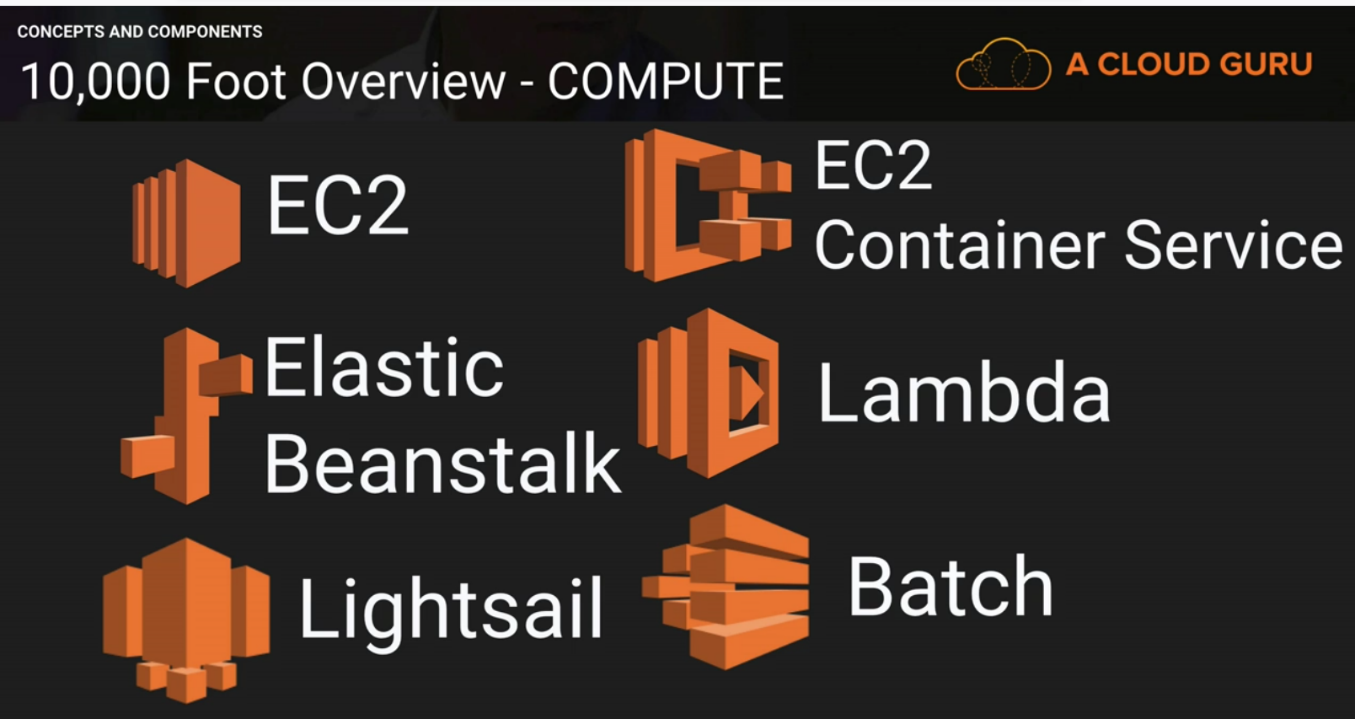 CONCEPTS AND COMPONENTS
10,000 Foot Overview - COMPUTE
A CLOUD GURU
EC2
EC2
Container Service
Elastic
Beanstalk
Lambda
Lightsail
Batch